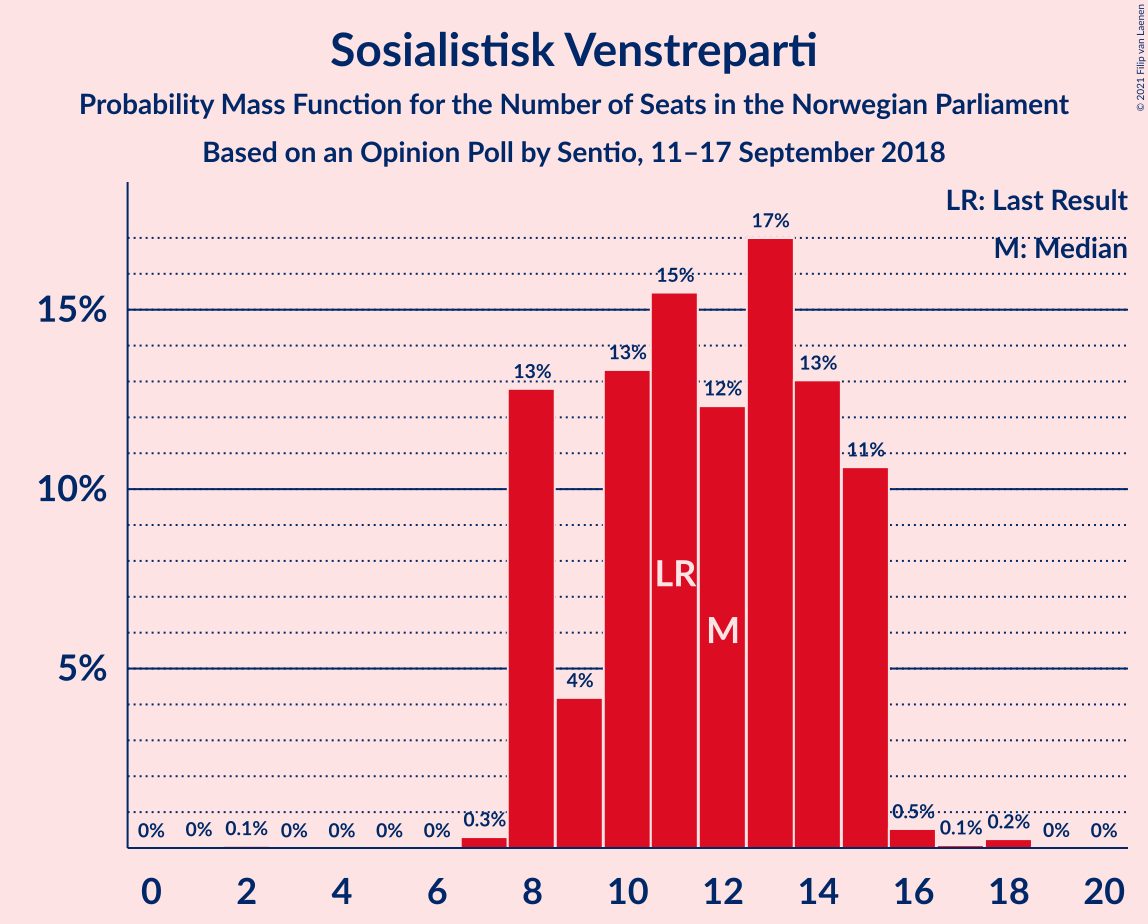 © 2021 Filip van Laenen
Sosialistisk Venstreparti
Probability Mass Function for the Number of Seats in the Norwegian Parliament
Based on an Opinion Poll by Sentio, 11–17 September 2018
LR: Last Result
M: Median
17%
15%
15%
13%
13%
13%
12%
11%
10%
LR
M
5%
4%
0%
0%
0.1%
0%
0%
0%
0%
0.3%
0.5%
0.1%
0.2%
0%
0%
0 2 4 6 8 10 12 14 16 18 20